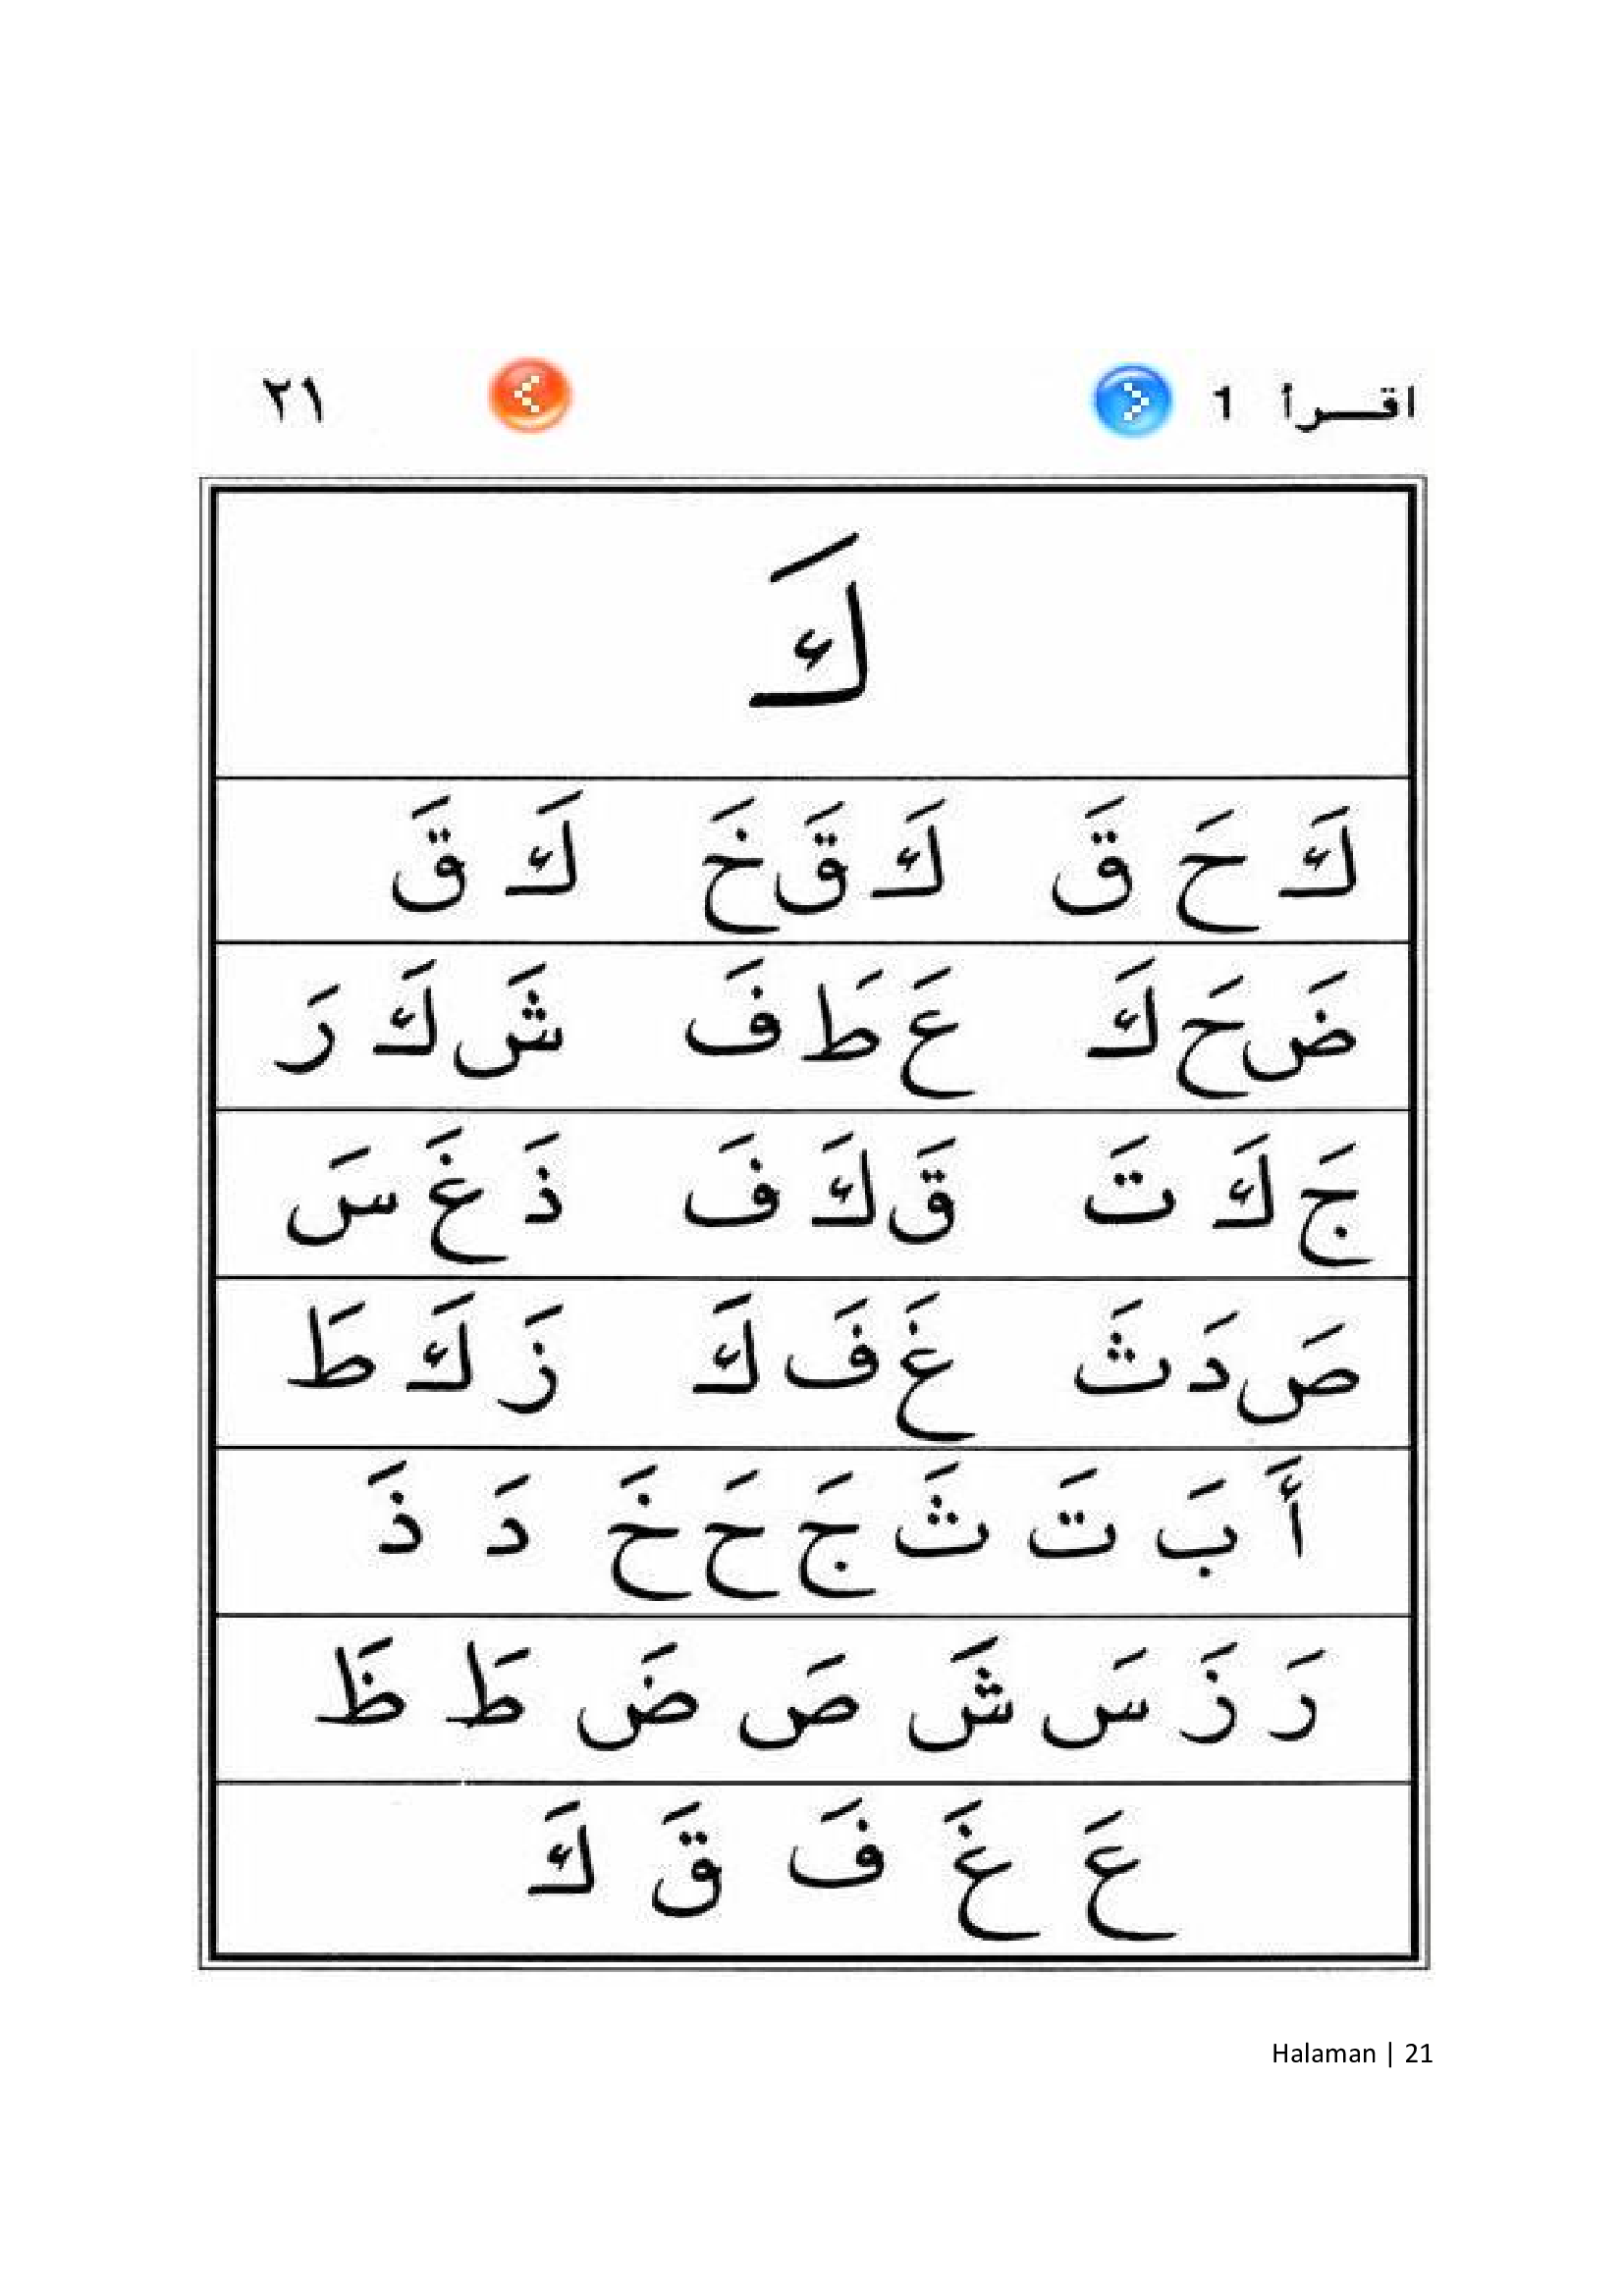 اقـــرأ 1 ٢١
كَ
كَ حَ قَ كَ قَ خَ كَ قَ
ضَ حَ كَ عَ طَ فَ شَ كَ رَ
جَ كَ تَ قَ كَ فَ ذَ غَ سَ
صَ دَ ثَ غَ فَ كَ زَ كَ طَ
أَ بَ تَ ثَ جَ حَ خَ دَ ذَ
رَ زَ سَ شَ صَ ضَ طَ ظَ
عَ غَ فَ قَ كَ
Halaman | 21